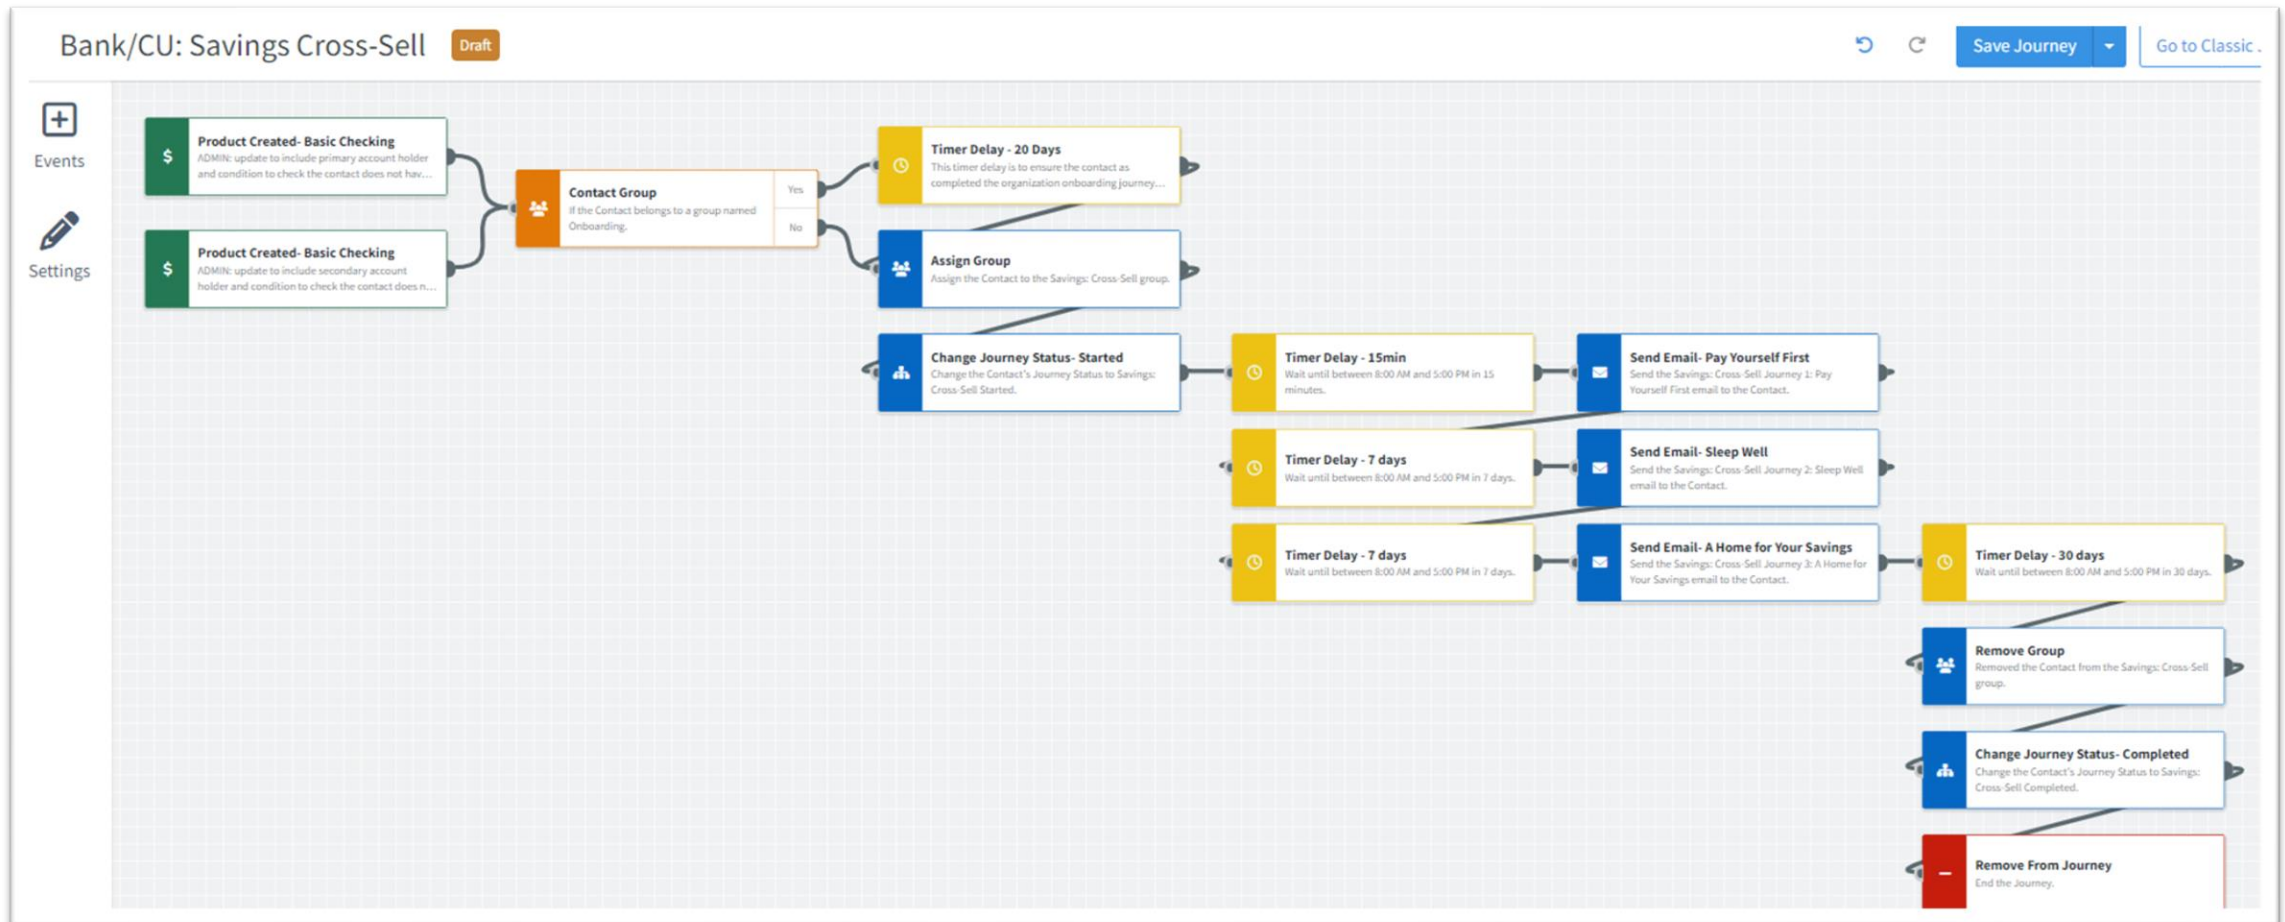 Bank/CU: Savings Cross-Sell
Draft
Save Journey
Go to Classic .
Events
Settings
$
Product Created- Basic Checking
ADMIN: update to include primary account holder
and condition to check the contact does not hav...
$
Product Created- Basic Checking
ADMIN: update to include secondary account
holder and condition to check the contact does n...
Contact Group
If the Contact belongs to a group named
Onboarding.
Yes
No
Timer Delay - 20 Days
This timer delay is to ensure the contact as
completed the organization onboarding journey...
Assign Group
Assign the Contact to the Savings: Cross-Sell group.
Change Journey Status- Started
Change the Contact's Journey Status to Savings:
Cross-Sell Started.
Timer Delay - 15min
Wait until between 8:00 AM and 5:00 PM in 15
minutes.
Send Email- Pay Yourself First
Send the Savings: Cross-Sell Journey 1: Pay
Yourself First email to the Contact.
Timer Delay - 7 days
Wait until between 8:00 AM and 5:00 PM in 7 days.
Send Email- Sleep Well
Send the Savings: Cross-Sell Journey 2: Sleep Well
email to the Contact.
Timer Delay - 7 days
Wait until between 8:00 AM and 5:00 PM in 7 days.
Send Email- A Home for Your Savings
Send the Savings: Cross-Sell Journey 3: A Home for
Your Savings email to the Contact.
Timer Delay - 30 days
Wait until between 8:00 AM and 5:00 PM in 30 days.
Remove Group
Removed the Contact from the Savings: Cross-Sell
group.
Change Journey Status- Completed
Change the Contact's Journey Status to Savings:
Cross-Sell Completed.
Remove From Journey
End the Journey.